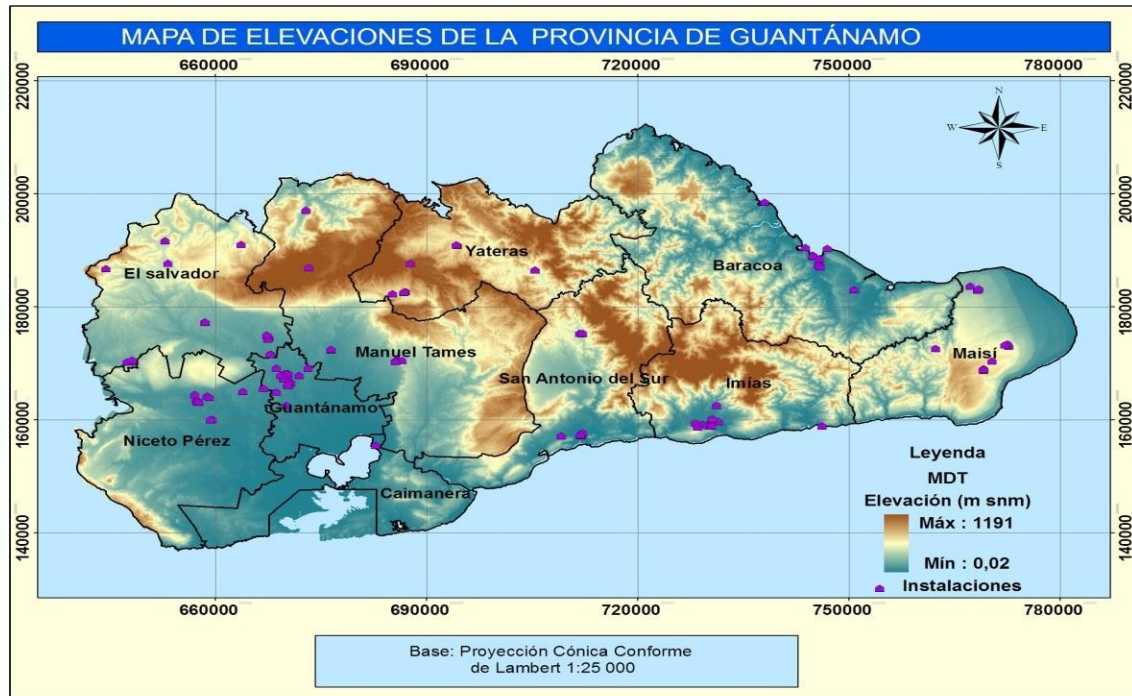 MAPA DE ELEVACIONES DE LA PROVINCIA DE GUANTÁNAMO
660000 690000 720000 750000 780000
220000 220000
N
W E
S
200000 200000
Yateras
El salvador
Baracoa
180000 180000
Manuel Tames
Maisí
San Antonio del Sur
Imías
Guantánamo
160000 160000
Niceto Pérez
Leyenda
MDT
Caimanera
Elevación (m snm)
Máx : 1191
140000 140000
Mín : 0,02
Instalaciones
660000 690000 720000 750000 780000
Base: Proyección Cónica Conforme
de Lambert 1:25 000